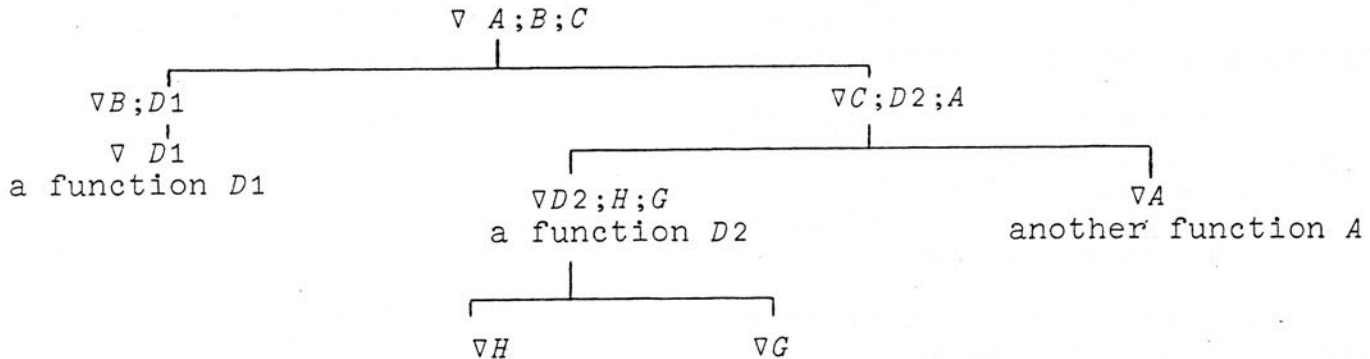 ∇ A;B;C
∇B;D1
∇C;D2;A
∇ D1
a function D1
∇D2;H;G
a function D2
∇A
another function A
∇H
∇G